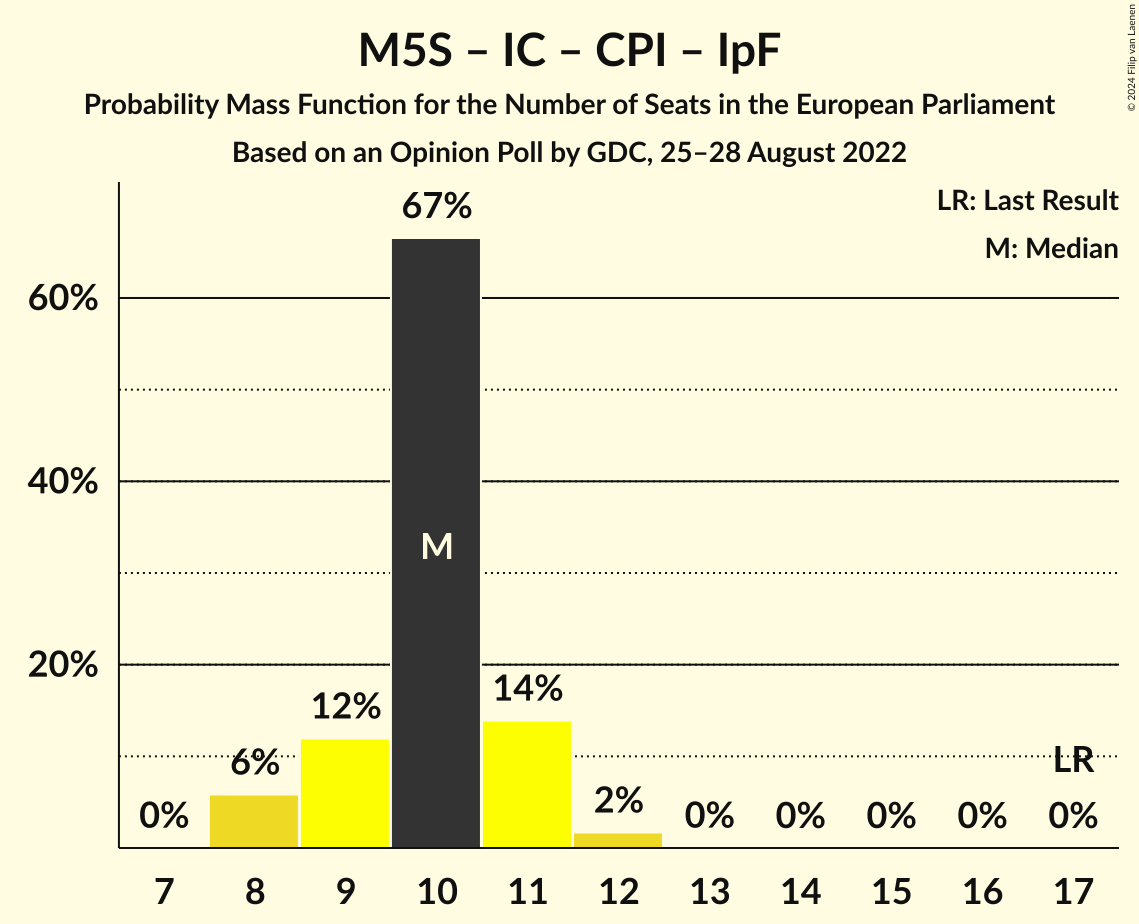 M5S – IC – CPI – IpF
Probability Mass Function for the Number of Seats in the European Parliament
Based on an Opinion Poll by GDC, 25–28 August 2022
© 2024 Filip van Laenen
LR: Last Result
M: Median
60%
40%
20%
0%
6%
12%
67%
M
14%
2%
0%
0%
0%
0%
LR
0%
7 8 9 10 11 12 13 14 15 16 17